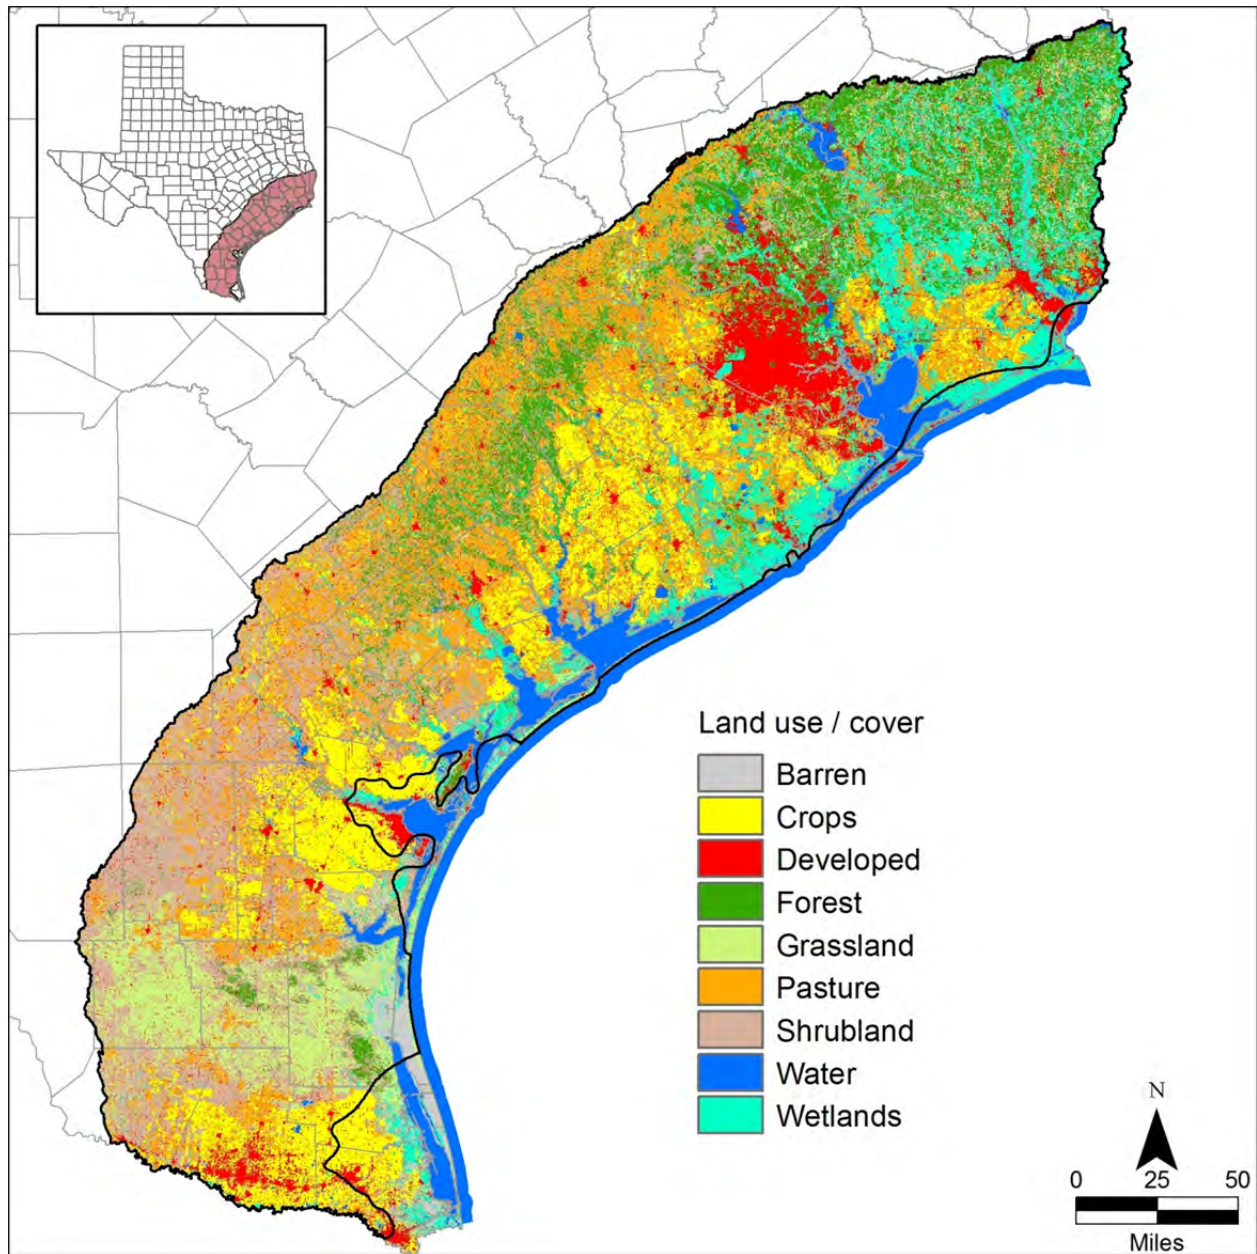 Land use / cover
Barren
Crops
Developed
Forest
Grassland
Pasture
Shrubland
Water
Wetlands
N
0 25 50
Miles